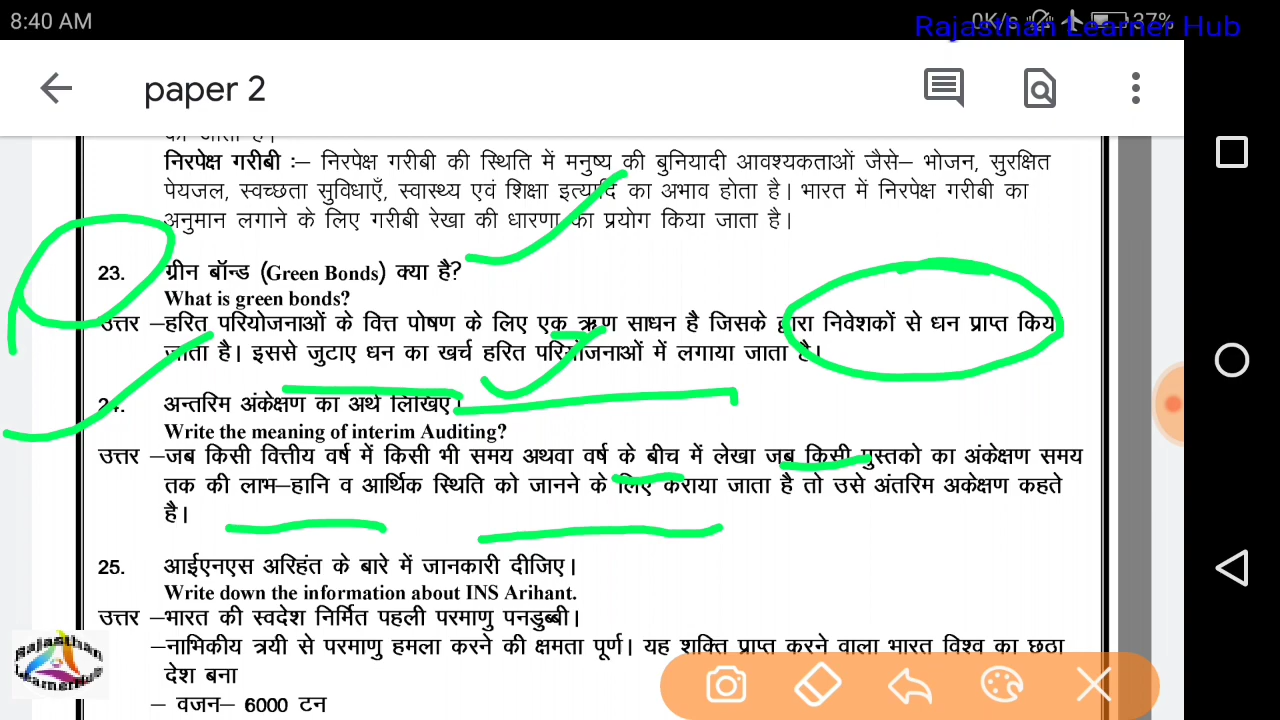 8:40 AM
0K/s
37%
Rajasthan Learner Hub
paper 2
निरपेक्ष गरीबी :– निरपेक्ष गरीबी की स्थिति में मनुष्य की बुनियादी आवश्यकताओं जैसे– भोजन, सुरक्षित
पेयजल, स्वच्छता सुविधाएँ, स्वास्थ्य एवं शिक्षा इत्यादि का अभाव होता है। भारत में निरपेक्ष गरीबी का
अनुमान लगाने के लिए गरीबी रेखा की धारणा का प्रयोग किया जाता है।
23. ग्रीन बॉन्ड (Green Bonds) क्या है?
What is green bonds?
उत्तर –हरित परियोजनाओं के वित्त पोषण के लिए एक ऋण साधन है जिसके द्वारा निवेशकों से धन प्राप्त किय
जाता है। इससे जुटाए धन का खर्च हरित परियोजनाओं में लगाया जाता है।
24. अन्तरिम अंकेक्षण का अर्थ लिखिए।
Write the meaning of interim Auditing?
उत्तर –जब किसी वित्तीय वर्ष में किसी भी समय अथवा वर्ष के बीच में लेखा जब किसी पुस्तको का अंकेक्षण समय
तक की लाभ–हानि व आर्थिक स्थिति को जानने के लिए कराया जाता है तो उसे अंतरिम अकेक्षण कहते
है।
25. आईएनएस अरिहंत के बारे में जानकारी दीजिए।
Write down the information about INS Arihant.
उत्तर –भारत की स्वदेश निर्मित पहली परमाणु पनडुब्बी।
–नाभिकीय त्रयी से परमाणु हमला करने की क्षमता पूर्ण। यह शक्ति प्राप्त करने वाला भारत विश्व का छठा
देश बना
– वजन– 6000 टन
Rajasthan
LearnerHub